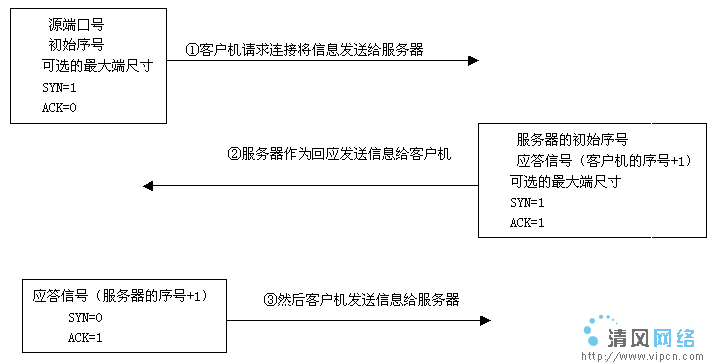 源端口号
初始序号
可选的最大端尺寸
SYN=1
ACK=0
①客户机请求连接将信息发送给服务器
②服务器作为回应发送信息给客户机
服务器的初始序号
应答信号（客户机的序号+1）
可选的最大端尺寸
SYN=1
ACK=1
应答信号（服务器的序号+1）
SYN=0
ACK=1
③然后客户机发送信息给服务器
清风网络
http://www.vipcn.com